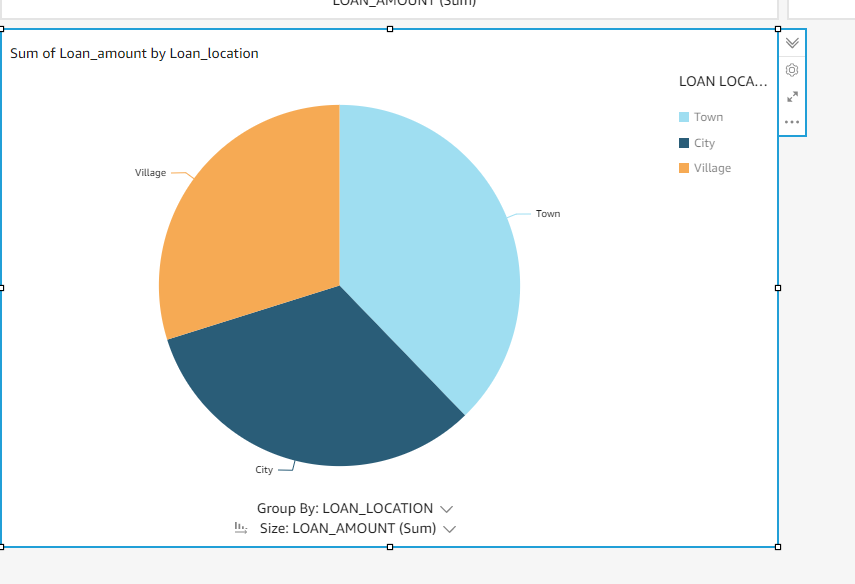 LOAN_AMOUNT (Sum)
Sum of Loan_amount by Loan_location
LOAN LOCA...
Town
City
Village
Village
Town
City
Group By: LOAN_LOCATION
Size: LOAN_AMOUNT (Sum)